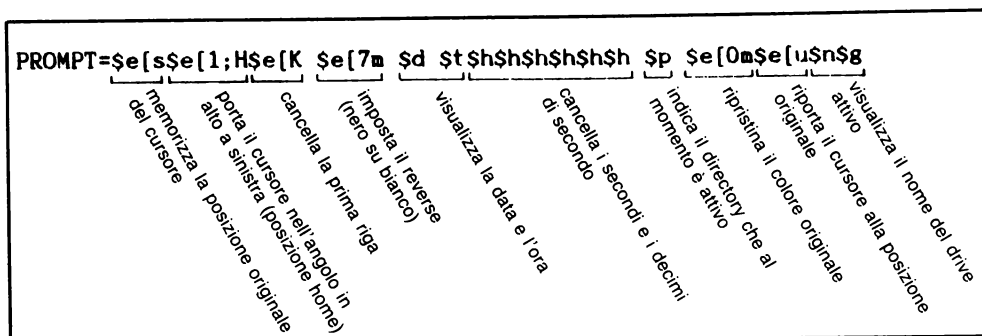 PROMPT=$e[s$e[1;H$e[K $e[7m $d $t$h$h$h$h$h$h $p $e[0m$e[u$n$g
memorizza la posizione originale
del cursore
porta il cursore nell'angolo in
alto a sinistra (posizione home)
cancella la prima riga
imposta il reverse
(nero su bianco)
visualizza la data e l'ora
cancella i secondi e i decimi
di secondo
indica il directory che al
momento è attivo
ripristina il colore originale
riporta il cursore alla posizione
originale
visualizza il nome del drive
attivo